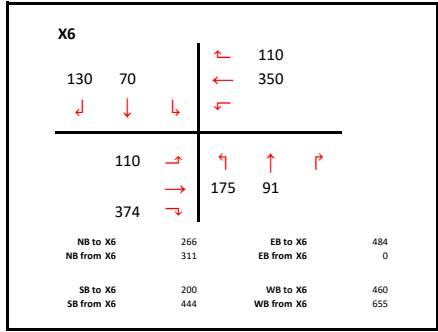 X6
110
130 70 350
110
175 91
374
NB to X6 266 EB to X6 484
NB from X6 311 EB from X6 0
SB to X6 200 WB to X6 460
SB from X6 444 WB from X6 655